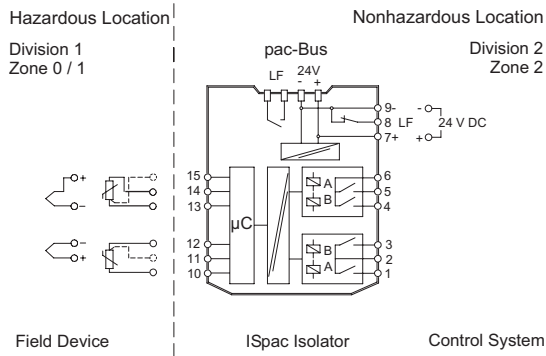 Hazardous Location
Nonhazardous Location
Division 1
Zone 0 / 1
pac-Bus
Division 2
Zone 2
LF
24V
- +
9-
8 LF
7+
-
+
24 V DC
15
14
13
12
11
10
+
-
-
+
µC
A
B
B
A
6
5
4
3
2
1
Field Device
ISpac Isolator
Control System